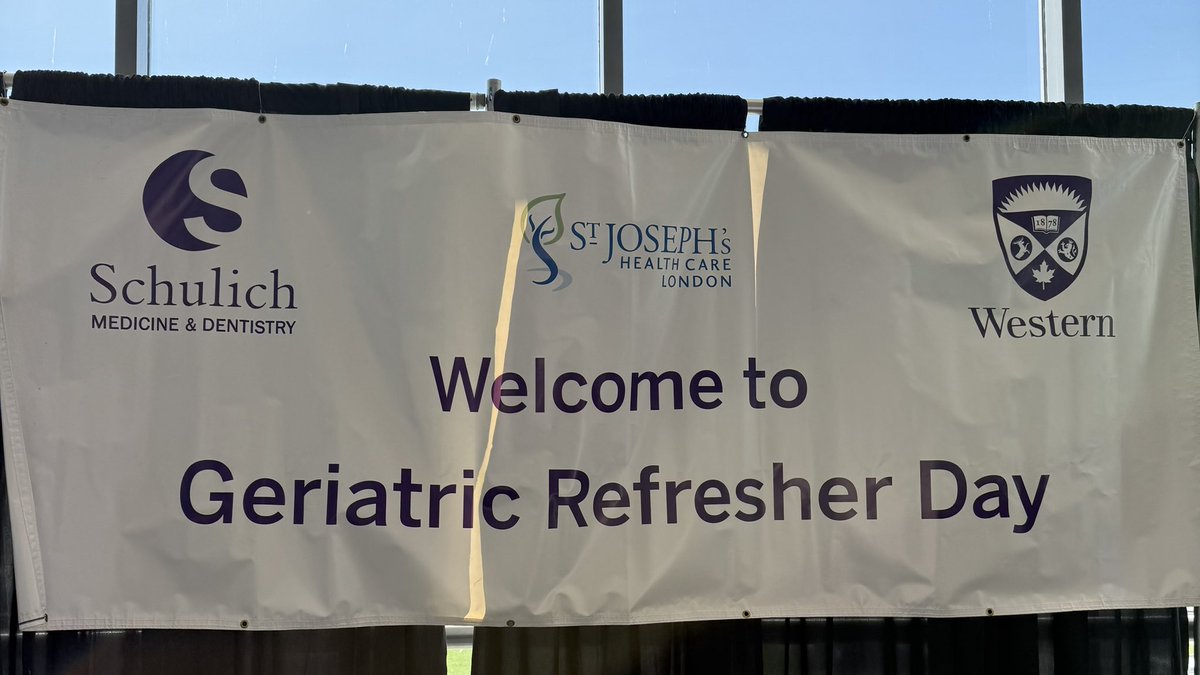 Schulich
MEDICINE & DENTISTRY
ST JOSEPH's
HEALTH CARE
LONDON
1878
Western
Welcome to
Geriatric Refresher Day